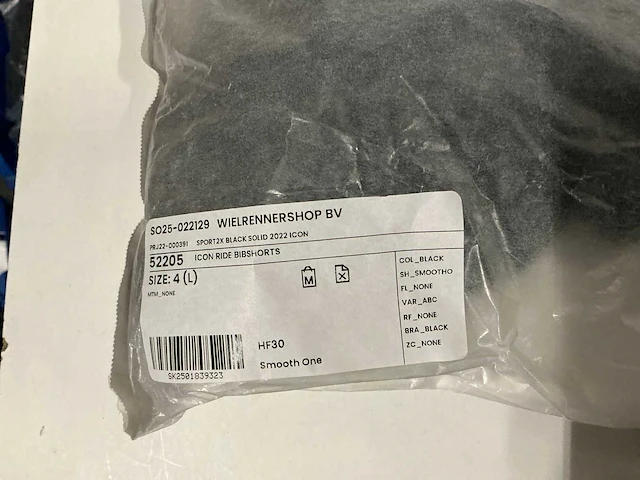 SO25-022129 WIELRENNERSHOP BV
PRJ22-000391 SPORT2X BLACK SOLID 2022 ICON
52205 ICON RIDE BIBSHORTS
SIZE: 4 (L)
MTM_NONE
M
X
COL_BLACK
SH_SMOOTHO
FL_NONE
VAR_ABC
RF_NONE
BRA_BLACK
ZC_NONE
HF30
Smooth One
SK2501839323